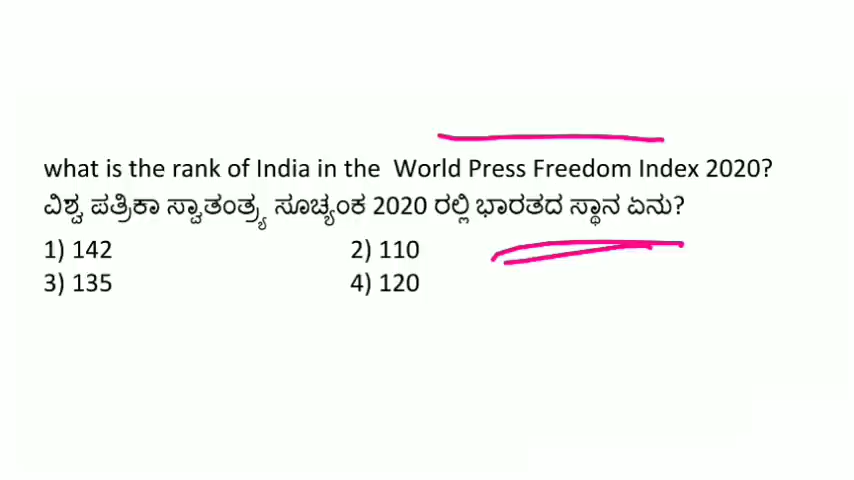 what is the rank of India in the World Press Freedom Index 2020?
ವಿಶ್ವ ಪತ್ರಿಕಾ ಸ್ವಾತಂತ್ರ್ಯ ಸೂಚ್ಯಂಕ 2020 ರಲ್ಲಿ ಭಾರತದ ಸ್ಥಾನ ಏನು?
1) 142 2) 110
3) 135 4) 120